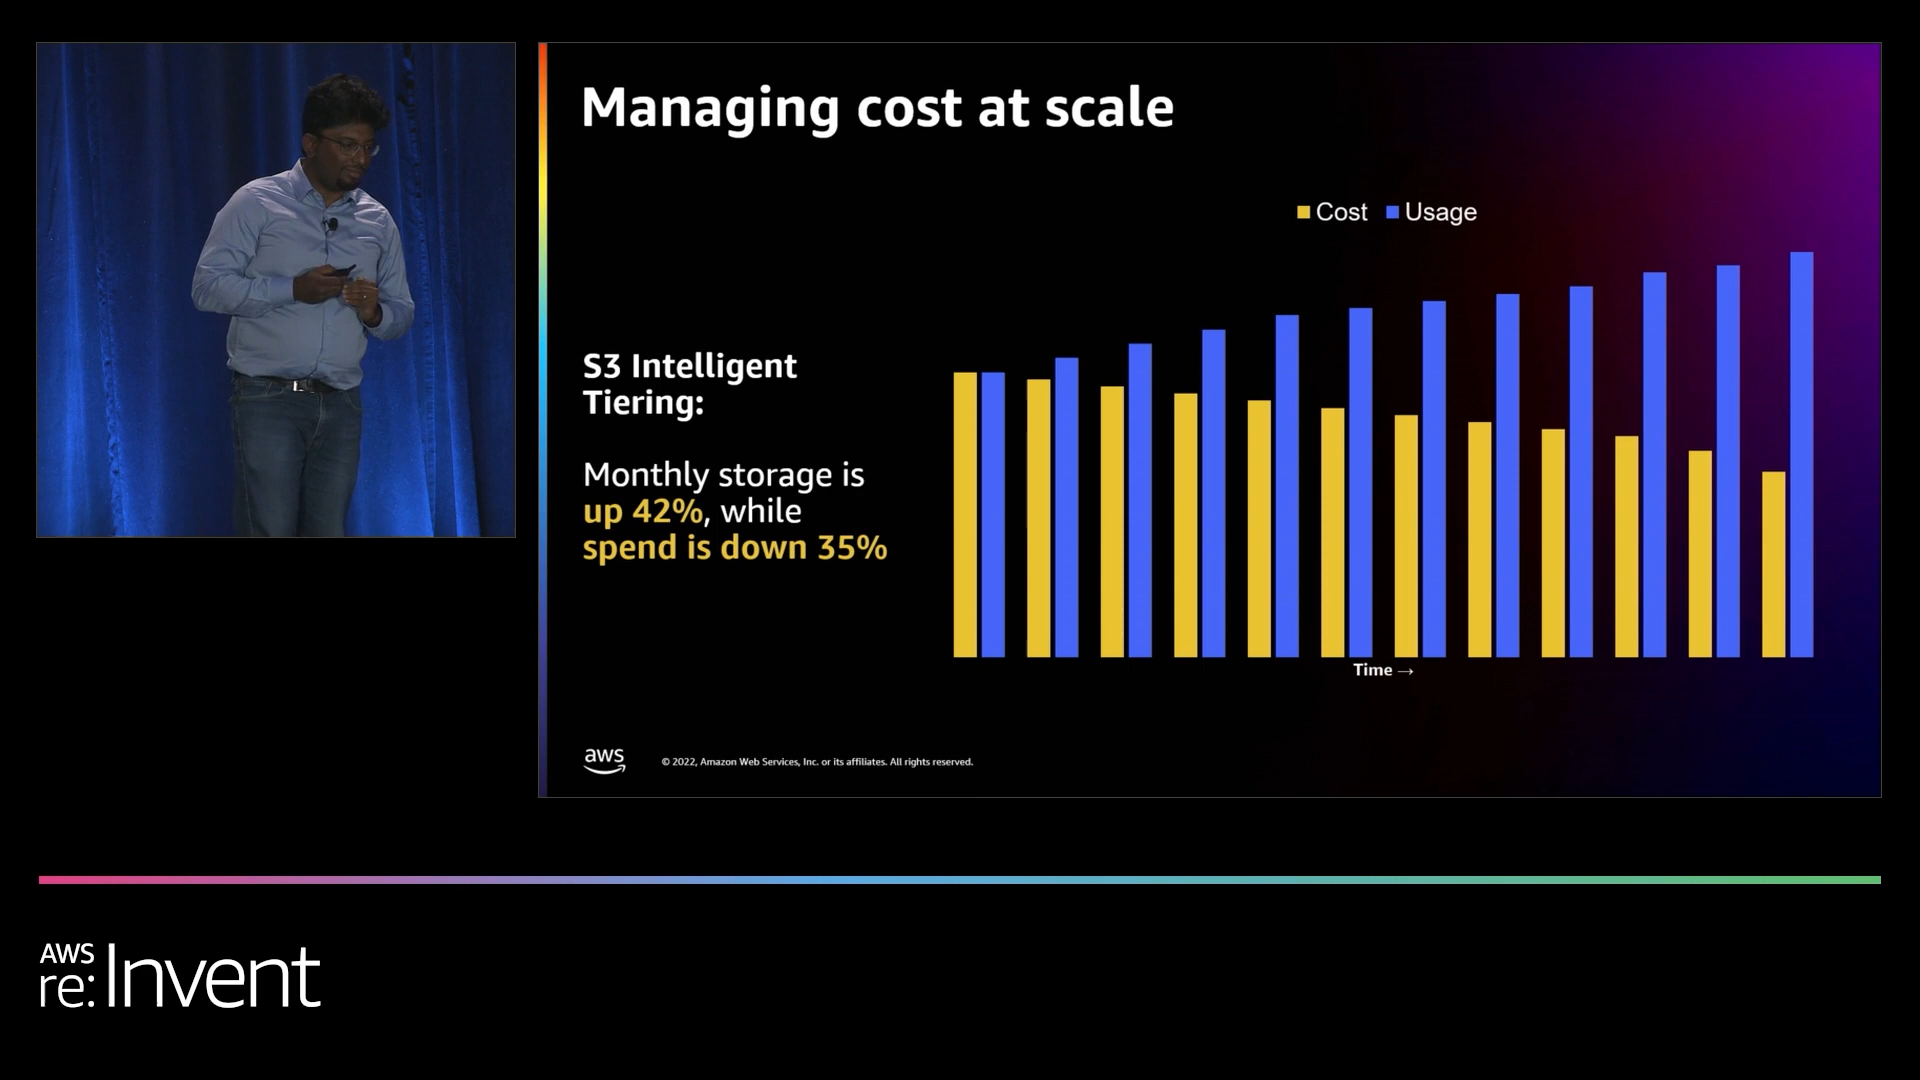 Managing cost at scale
Cost Usage
S3 Intelligent
Tiering:
Monthly storage is
up 42%, while
spend is down 35%
Time →
aws
© 2022, Amazon Web Services, Inc. or its affiliates. All rights reserved.
AWS
re:Invent